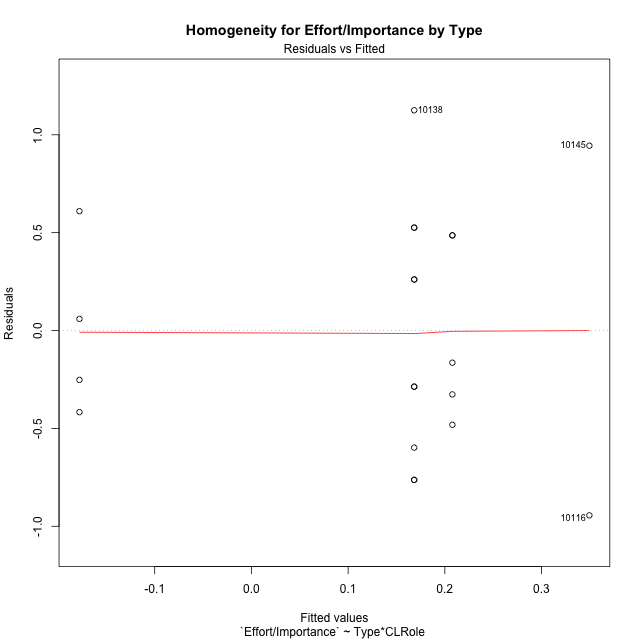 Homogeneity for Effort/Importance by Type
Residuals vs Fitted
10138
10145
10116
Residuals
1.0
0.5
0.0
-0.5
-1.0
-0.1
0.0
0.1
0.2
0.3
Fitted values
`Effort/Importance` ~ Type*CLRole